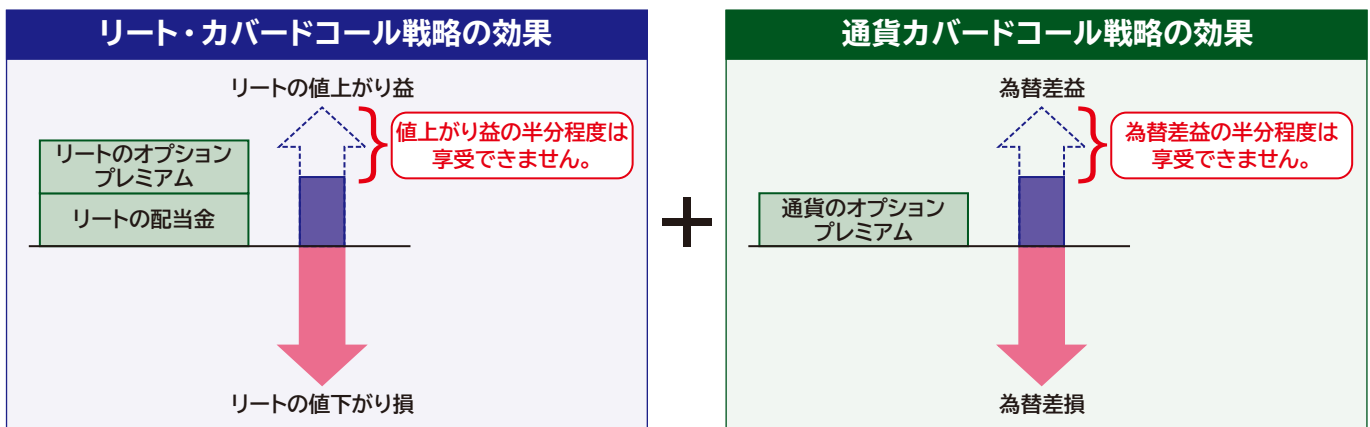 リート・カバードコール戦略の効果
リートの値上がり益
値上がり益の半分程度は
享受できません。
リートのオプション
プレミアム
リートの配当金
リートの値下がり損
+
通貨カバードコール戦略の効果
為替差益
為替差益の半分程度は
享受できません。
通貨のオプション
プレミアム
為替差損